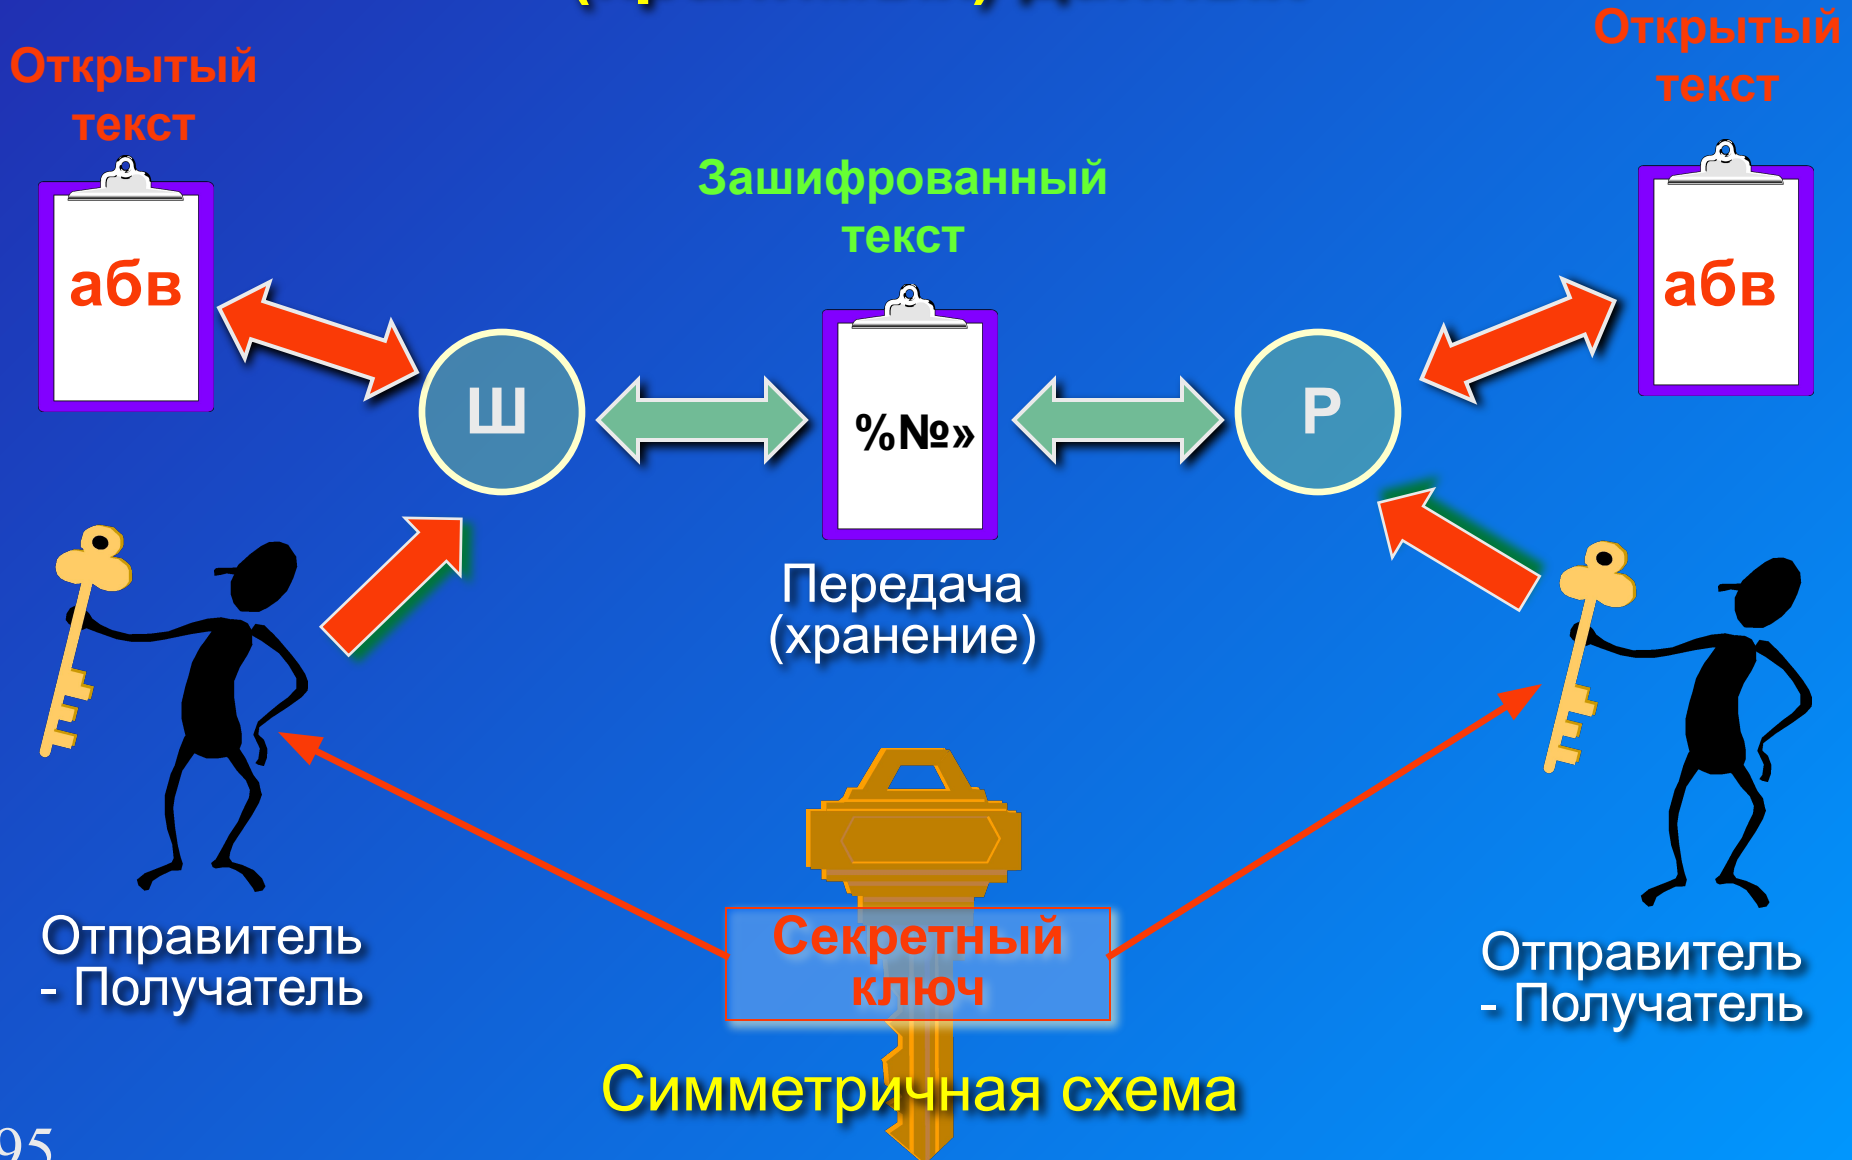 Открытый
текст
Открытый
текст
Зашифрованный
текст
абв
абв
Ш
%№»
Р
Передача
(хранение)
Отправитель
- Получатель
Секретный
ключ
Отправитель
- Получатель
Симметричная схема
95